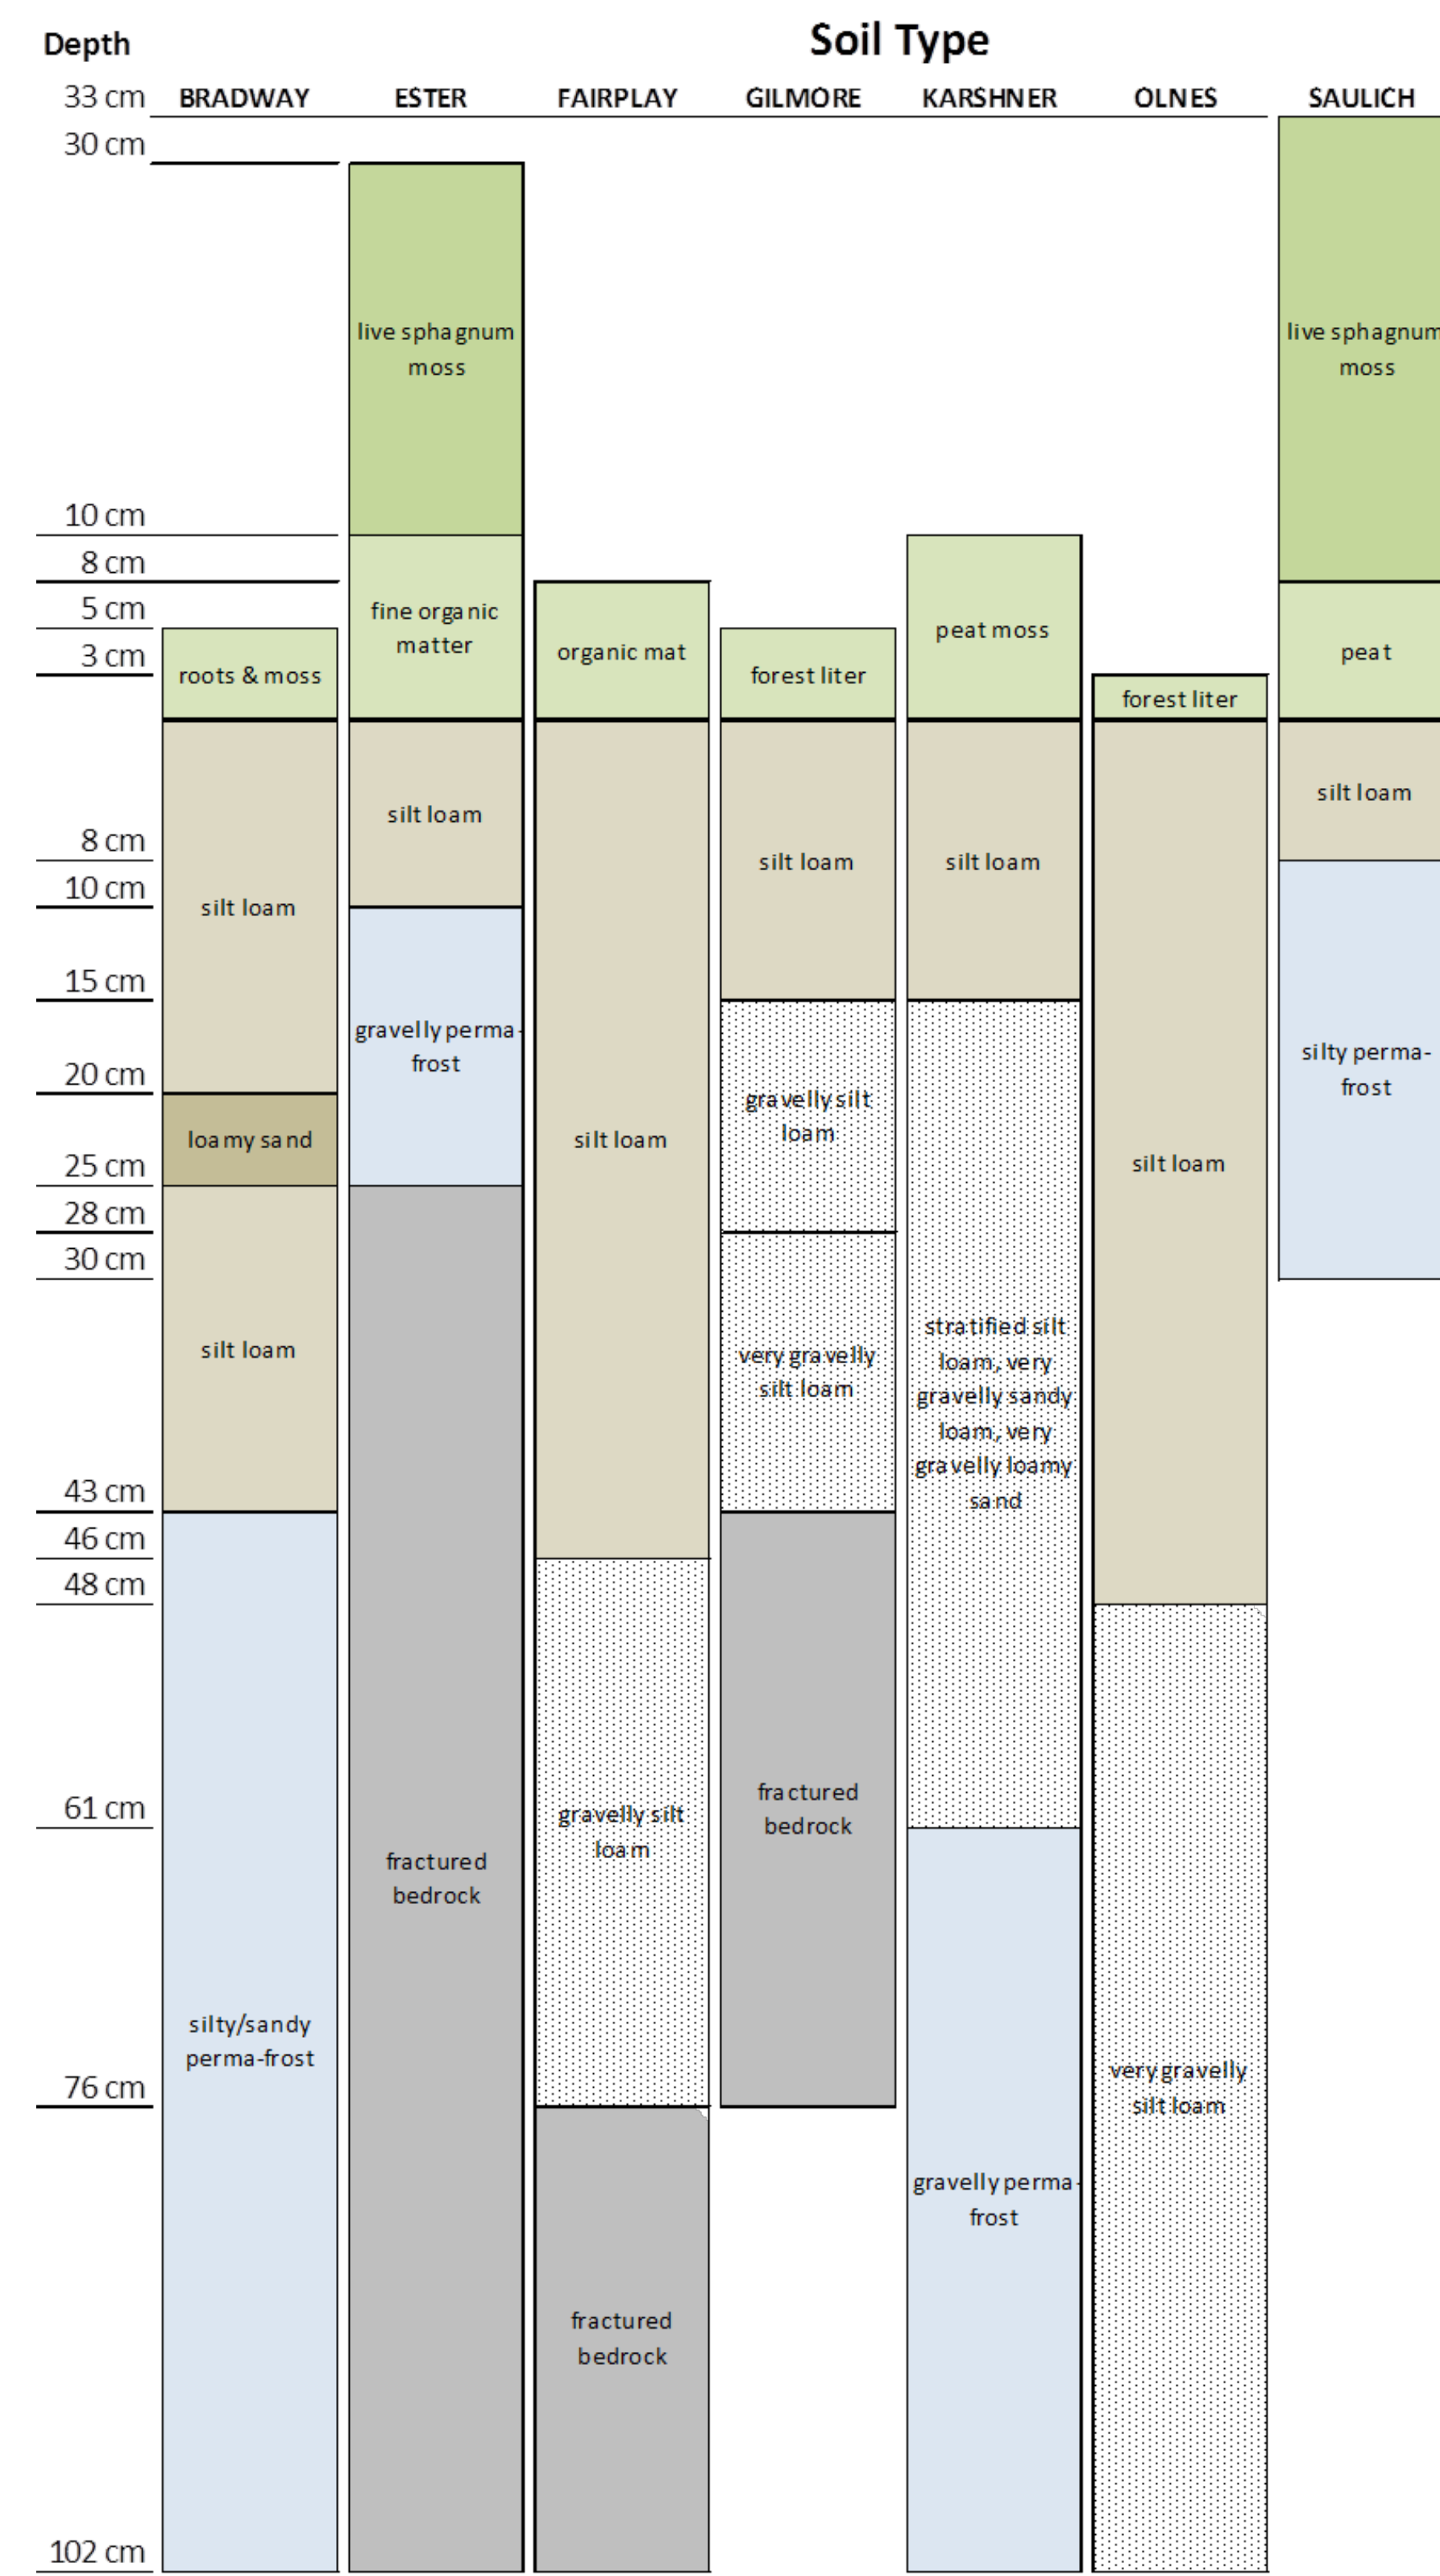 Soil Type
Depth
33 cm BRADWAY ESTER FAIRPLAY GILMORE KARSHNER OLNES SAULICH
30 cm
live sphagnum
moss
live sphagnum
moss
10 cm
8 cm
5 cm
3 cm
roots & moss
fine organic
matter
organic mat
forest liter
peat moss
forest liter
peat
8 cm
10 cm
15 cm
20 cm
25 cm
28 cm
30 cm
silt loam
loamy sand
silt loam
silt loam
gravelly perma-
frost
silt loam
silt loam
gravelly silt
loam
very gravelly
silt loam
silt loam
stratified silt
loam, very
gravelly sandy
loam, very
gravelly loamy
sand
silt loam
silt loam
silty perma-
frost
43 cm
46 cm
48 cm
61 cm
76 cm
102 cm
silty/sandy
perma-frost
fractured
bedrock
gravelly silt
loam
fractured
bedrock
fractured
bedrock
gravelly perma-
frost
very gravelly
silt loam